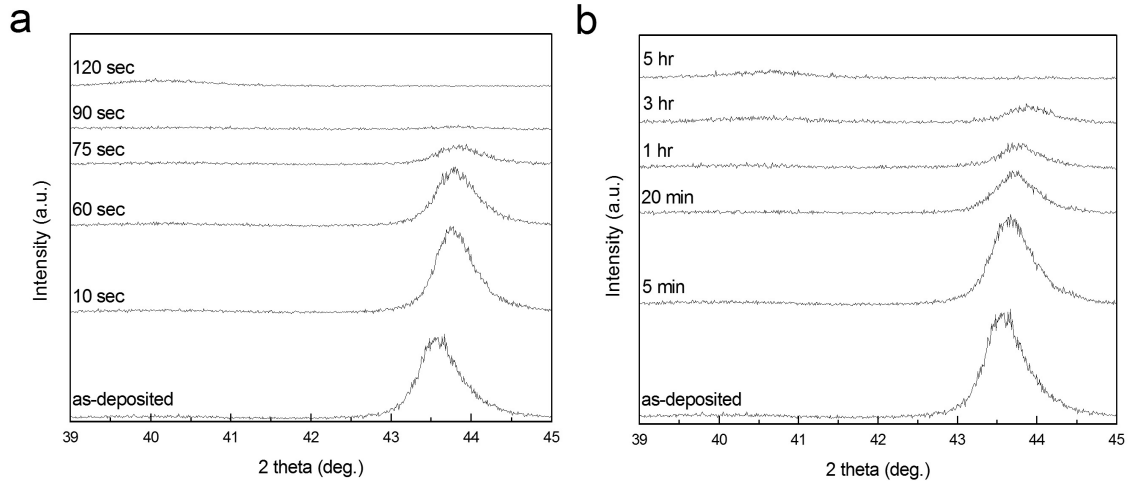 a
120 sec
90 sec
75 sec
60 sec
10 sec
as-deposited
Intensity (a.u.)
39 40 41 42 43 44 45
2 theta (deg.)
b
5 hr
3 hr
1 hr
20 min
5 min
as-deposited
Intensity (a.u.)
39 40 41 42 43 44 45
2 theta (deg.)